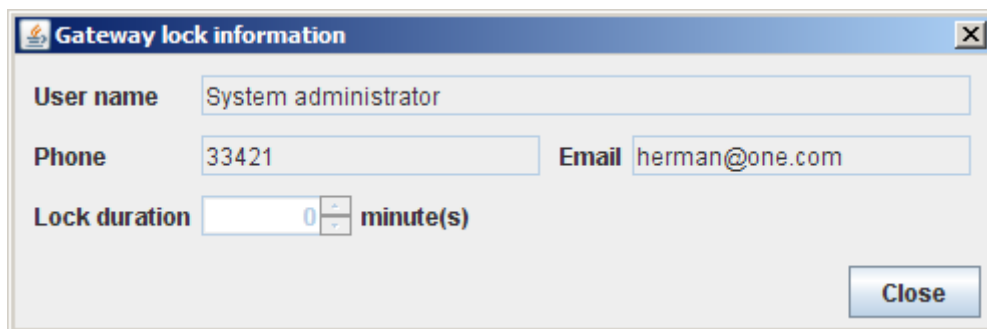 Gateway lock information
User name System administrator
Phone 33421 Email herman@one.com
Lock duration 0 minute(s)
Close